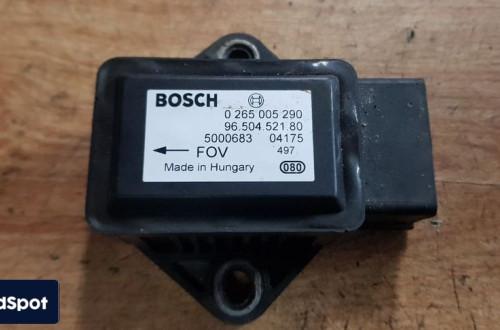 BOSCH
0 265 005 290
96.504.521.80
5000683 04175
FOV 497
Made in Hungary 080
dSpot